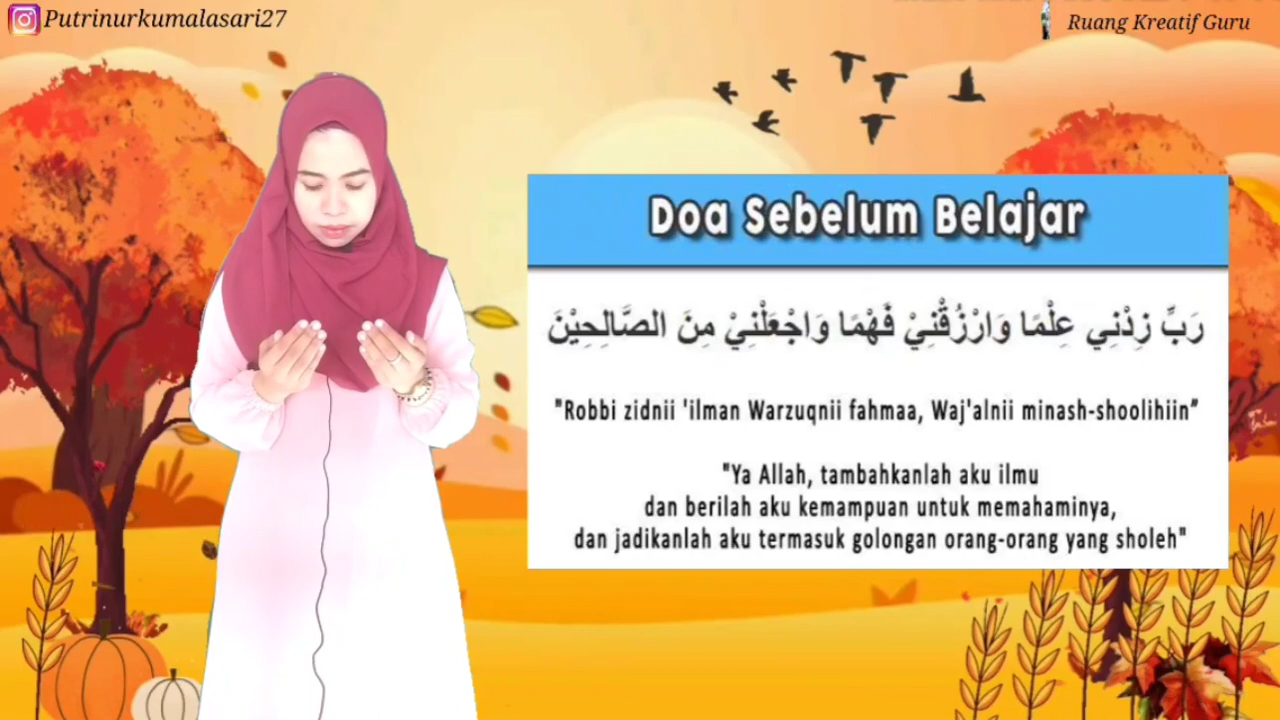 Putrinurkumalasari27
Ruang Kreatif Guru
Doa Sebelum Belajar
رَبِّ زِدْنِي عِلْمًا وَارْزُقْنِيْ فَهْمًا وَاجْعَلْنِيْ مِنَ الصَّالِحِيْنَ
"Robbi zidnii 'ilman Warzuqnii fahmaa, Waj'alnii minash-shoolihiin”
"Ya Allah, tambahkanlah aku ilmu
dan berilah aku kemampuan untuk memahaminya,
dan jadikanlah aku termasuk golongan orang-orang yang sholeh"